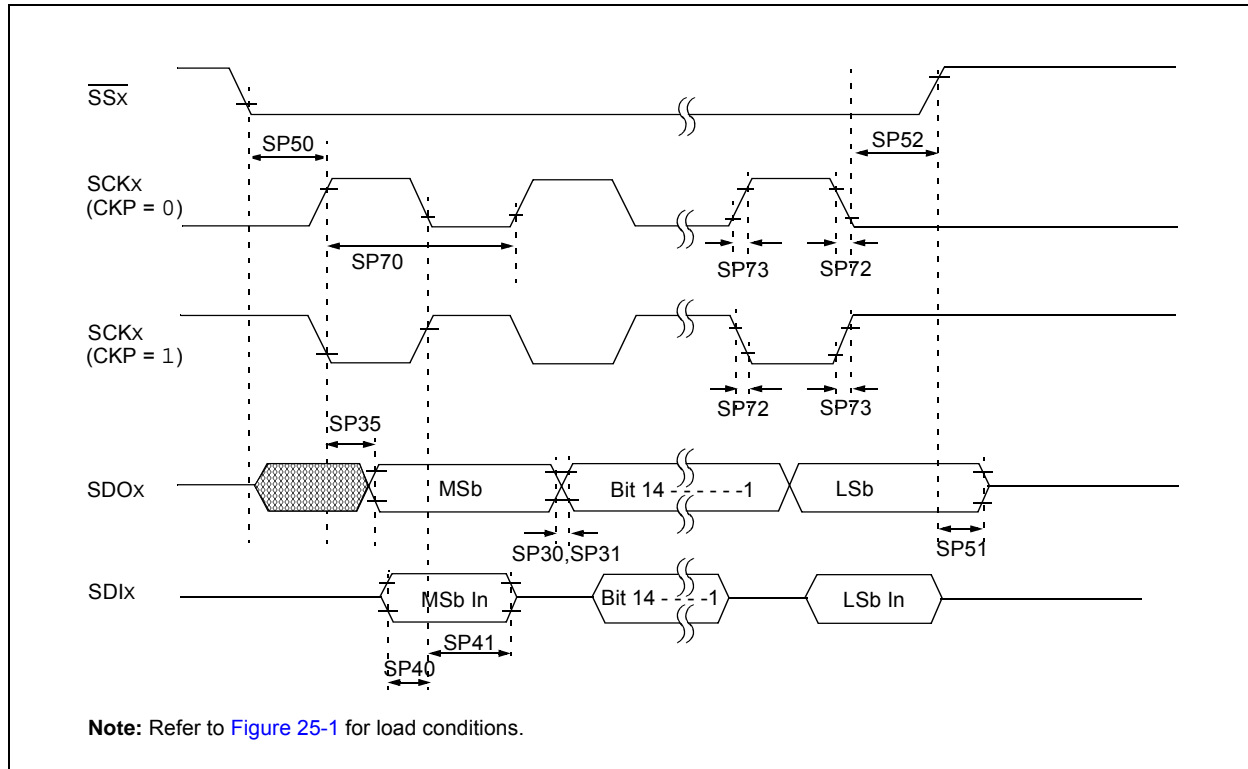 SSx
SP50
SP52
SCKx
(CKP = 0)
SP70
SP73
SP72
SCKx
(CKP = 1)
SP72
SP73
SP35
SDOx
MSb
Bit 14 - - - - - -1
LSb
SP30,SP31
SP51
SDIx
MSb In
Bit 14 - - - - -1
LSb In
SP41
SP40
Note: Refer to Figure 25-1 for load conditions.